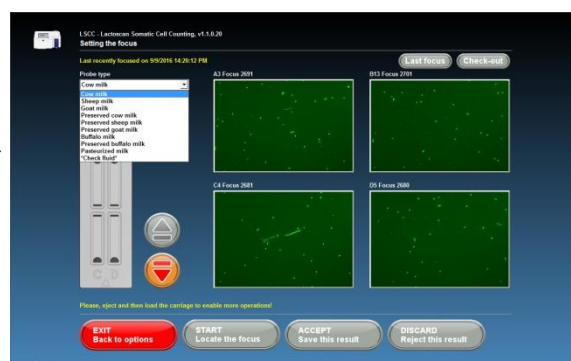 LSCC - Lactoscan Somatic Cell Counting, v1.1.0.20
Setting the focus
Last recently focused on 9/9/2016 14:20:12 PM
Last focus
Check-out
Probe type
A3 Focus 2691
B13 Focus 2701
Cow milk
Cow milk
Sheep milk
Goat milk
Preserved cow milk
Preserved sheep milk
Preserved goat milk
Buffalo milk
Preserved buffalo milk
Pasteurized milk
"Check fluid"
C4 Focus 2681
D5 Focus 2680
C D
Please, eject and then load the carriage to enable more operations!
EXIT
Back to options
START
Locate the focus
ACCEPT
Save this result
DISCARD
Reject this result